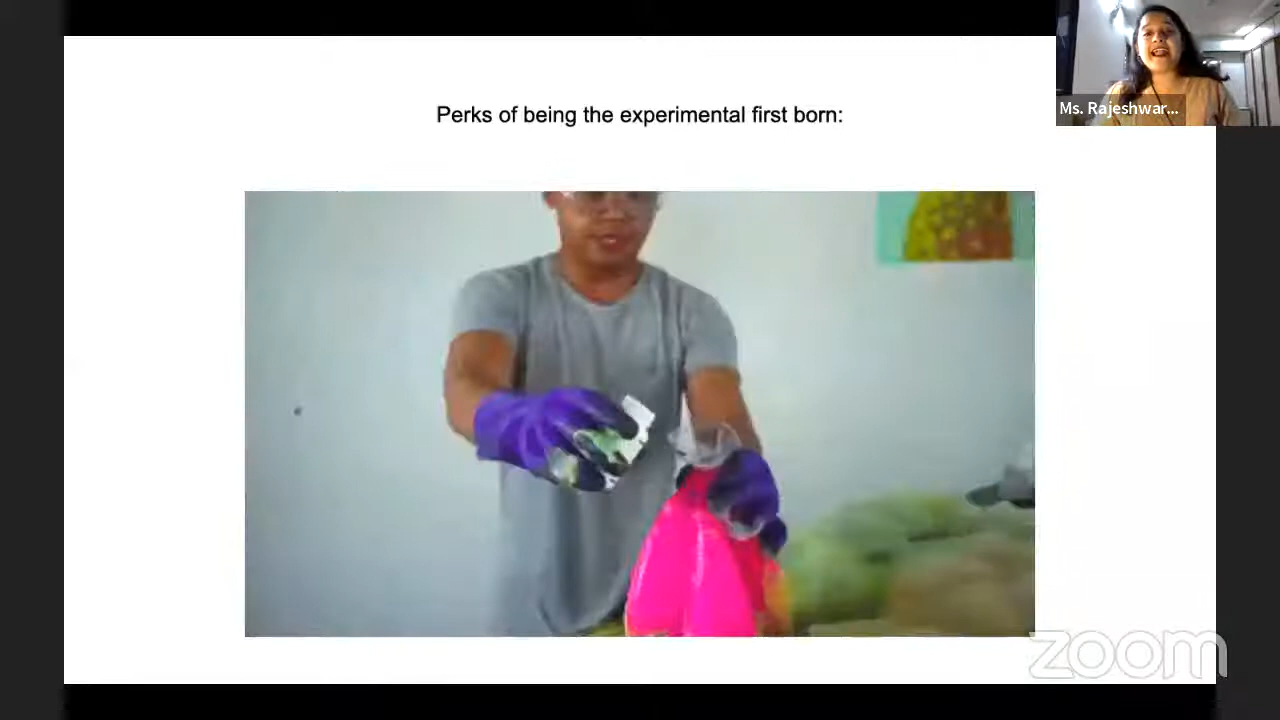 Perks of being the experimental first born:
Ms. Rajeshwar...
zoom